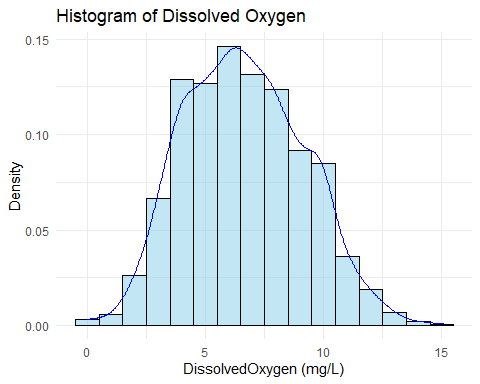 Histogram of Dissolved Oxygen
0.15
0.10
0.05
0.00
Density
0 5 10 15
DissolvedOxygen (mg/L)